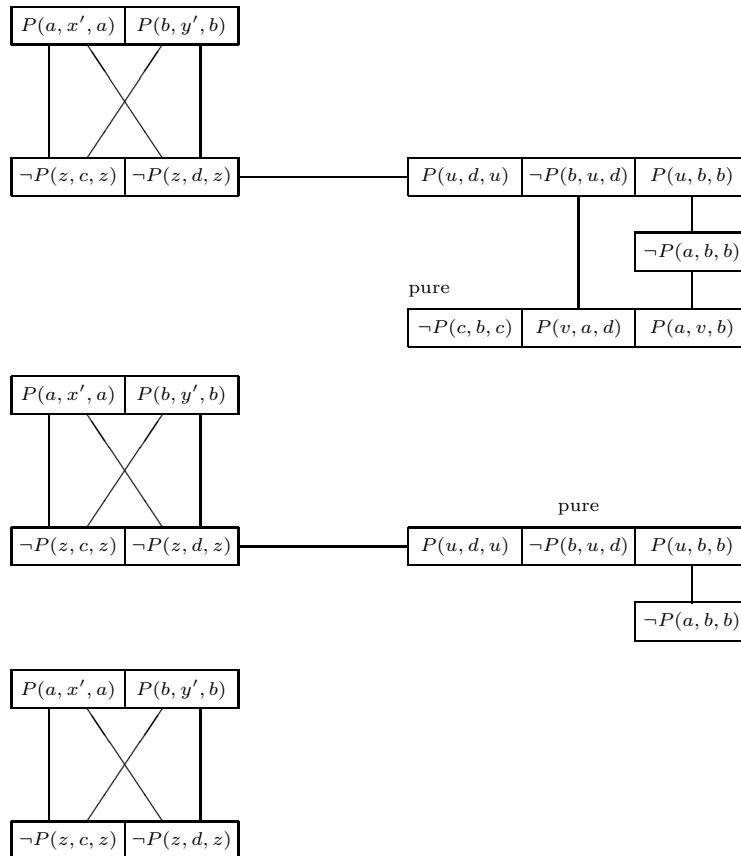 P(a, x′, a) P(b, y′, b)
¬P(z, c, z) ¬P(z, d, z) P(u, d, u) ¬P(b, u, d) P(u, b, b)
¬P(a, b, b)
pure
¬P(c, b, c) P(v, a, d) P(a, v, b)
P(a, x′, a) P(b, y′, b)
pure
¬P(z, c, z) ¬P(z, d, z) P(u, d, u) ¬P(b, u, d) P(u, b, b)
¬P(a, b, b)
P(a, x′, a) P(b, y′, b)
¬P(z, c, z) ¬P(z, d, z)